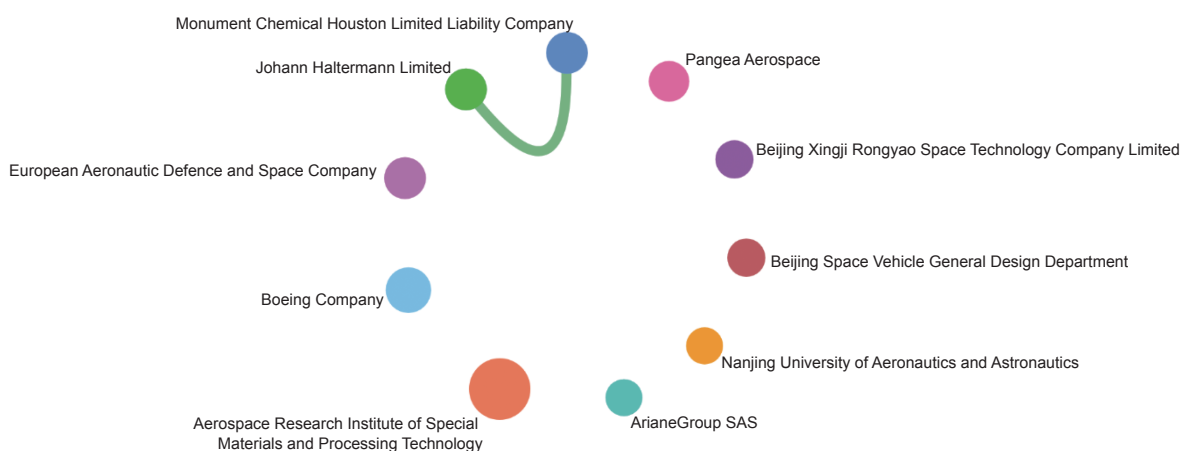 Monument Chemical Houston Limited Liability Company
Johann Haltermann Limited
Pangea Aerospace
European Aeronautic Defence and Space Company
Beijing Xingji Rongyao Space Technology Company Limited
Beijing Space Vehicle General Design Department
Boeing Company
Nanjing University of Aeronautics and Astronautics
Aerospace Research Institute of Special
Materials and Processing Technology
ArianeGroup SAS